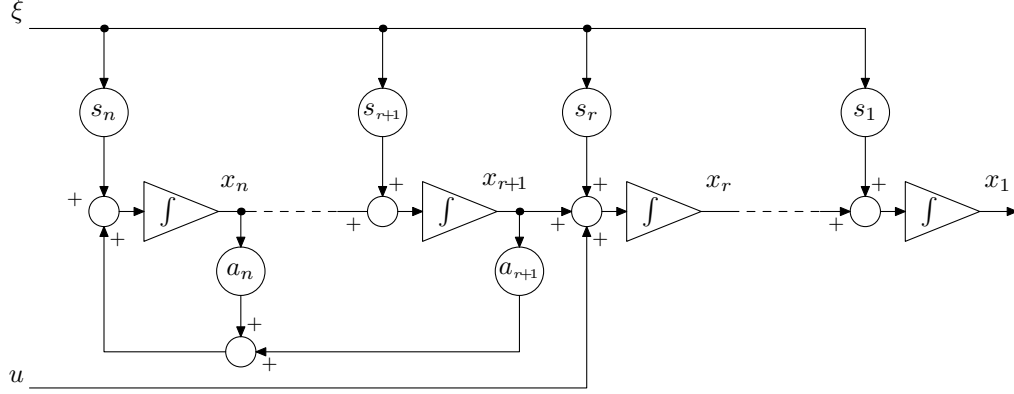 ξ
s_n s_{r+1} s_r s_1
+ + + +
x_n x_{r+1} x_r x_1
∫ ∫ ∫ ∫
+ + + + +
a_n a_{r+1}
+
+
u